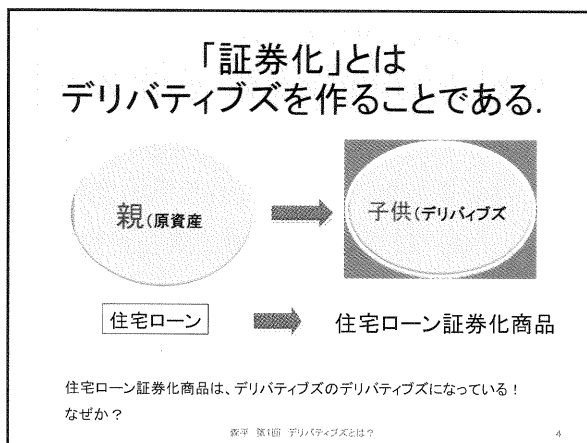 「証券化」とは
デリバティブズを作ることである.
親(原資産
子供(デリバィブズ
住宅ローン
住宅ローン証券化商品
住宅ローン証券化商品は、デリバティブズのデリバティブズになっている！
なぜか？
森平 第1回 デリバティブズとは？
4